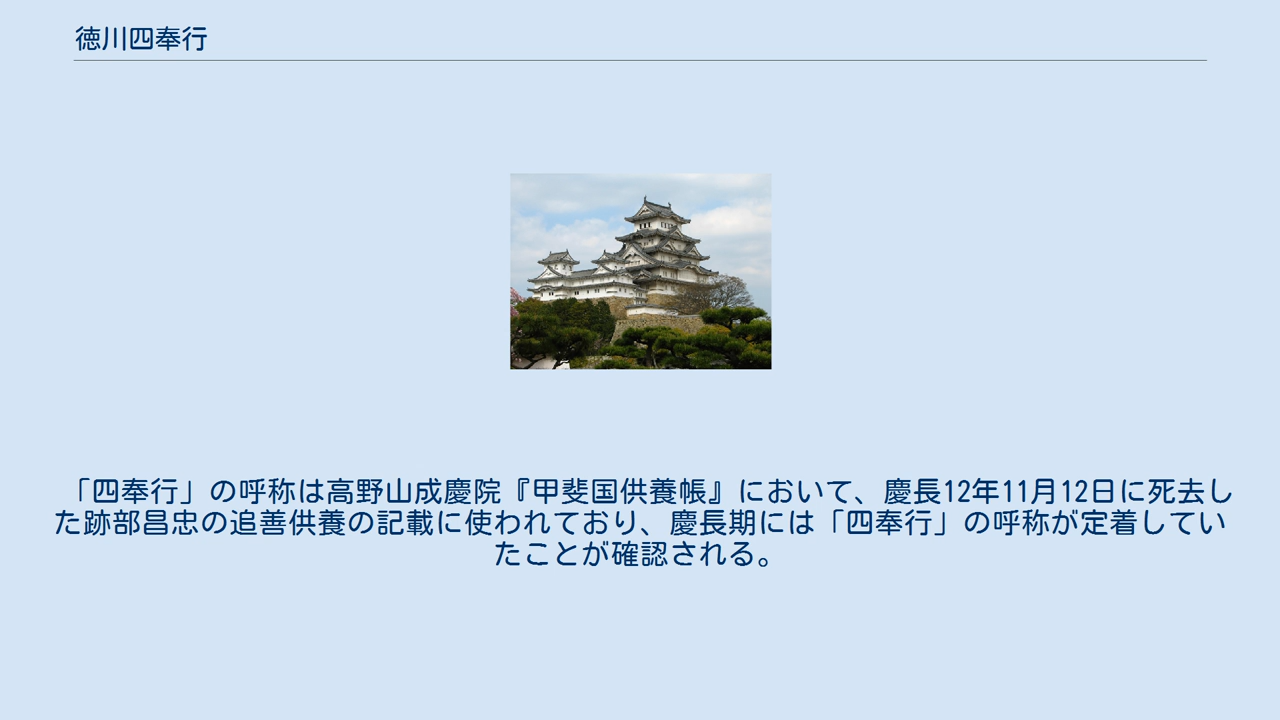 徳川四奉行
「四奉行」の呼称は高野山成慶院『甲斐国供養帳』において、慶長12年11月12日に死去し
た跡部昌忠の追善供養の記載に使われており、慶長期には「四奉行」の呼称が定着してい
たことが確認される。